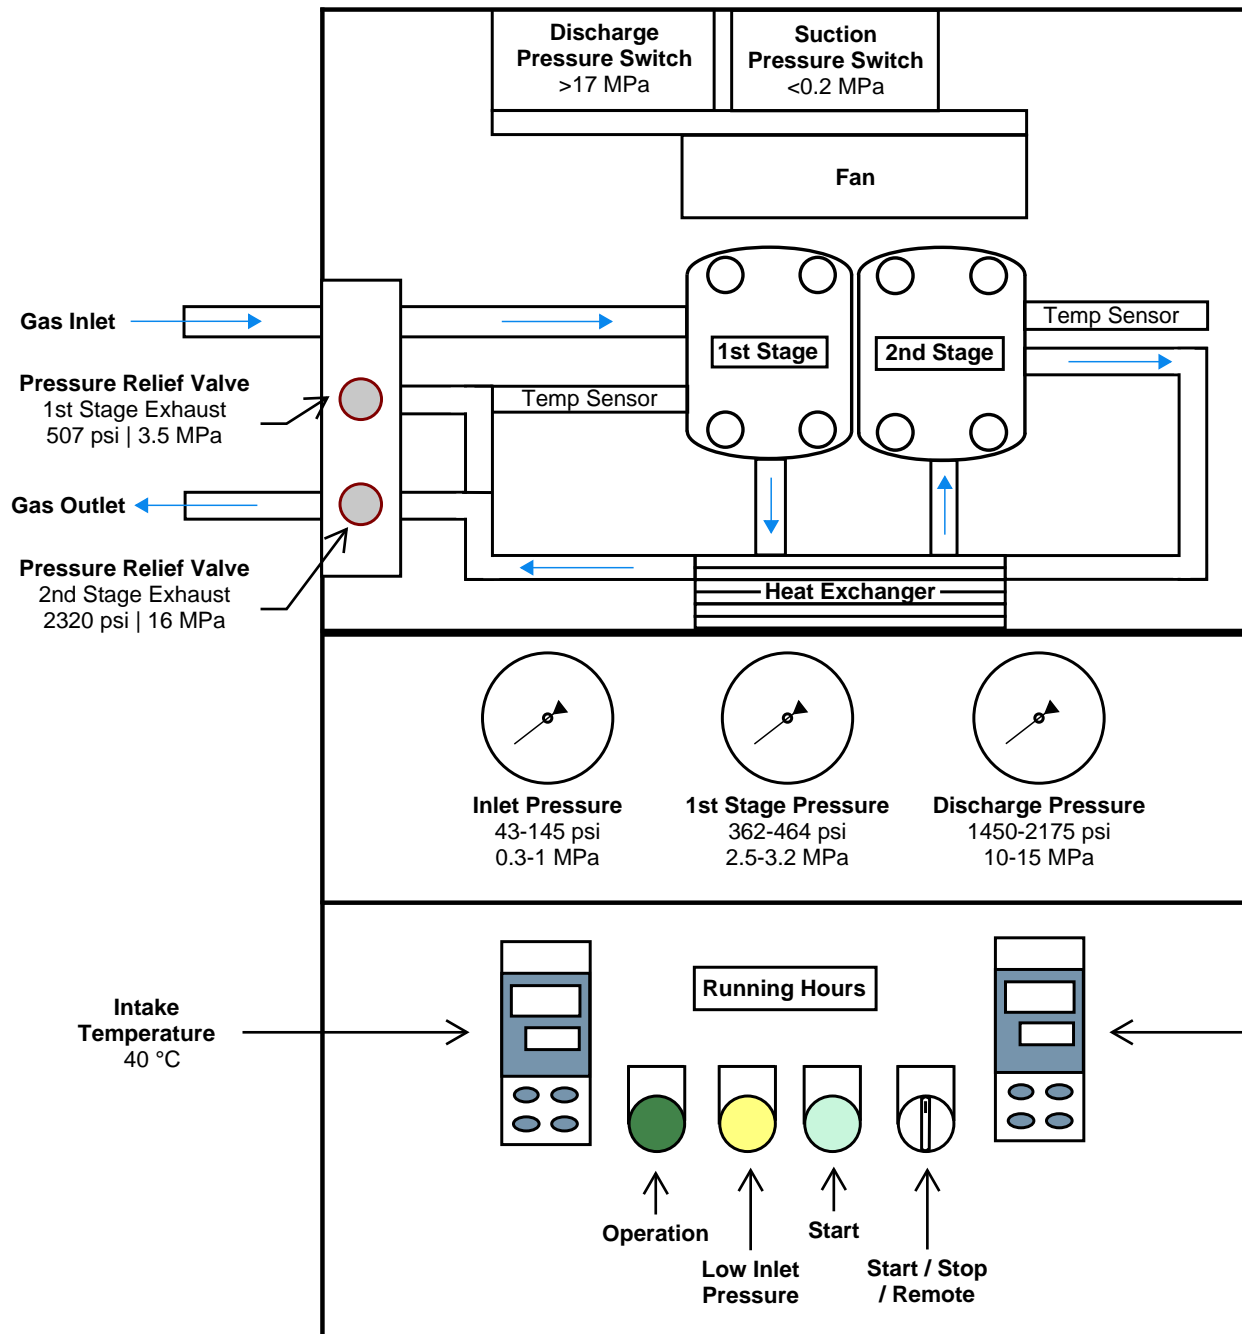 Discharge
Pressure Switch
>17 MPa
Suction
Pressure Switch
<0.2 MPa
Fan
Gas Inlet
1st Stage
2nd Stage
Temp Sensor
Pressure Relief Valve
1st Stage Exhaust
507 psi | 3.5 MPa
Temp Sensor
Gas Outlet
Pressure Relief Valve
2nd Stage Exhaust
2320 psi | 16 MPa
Heat Exchanger
Inlet Pressure
43-145 psi
0.3-1 MPa
1st Stage Pressure
362-464 psi
2.5-3.2 MPa
Discharge Pressure
1450-2175 psi
10-15 MPa
Running Hours
Intake
Temperature
40 °C
Operation
Low Inlet
Pressure
Start
Start / Stop
/ Remote